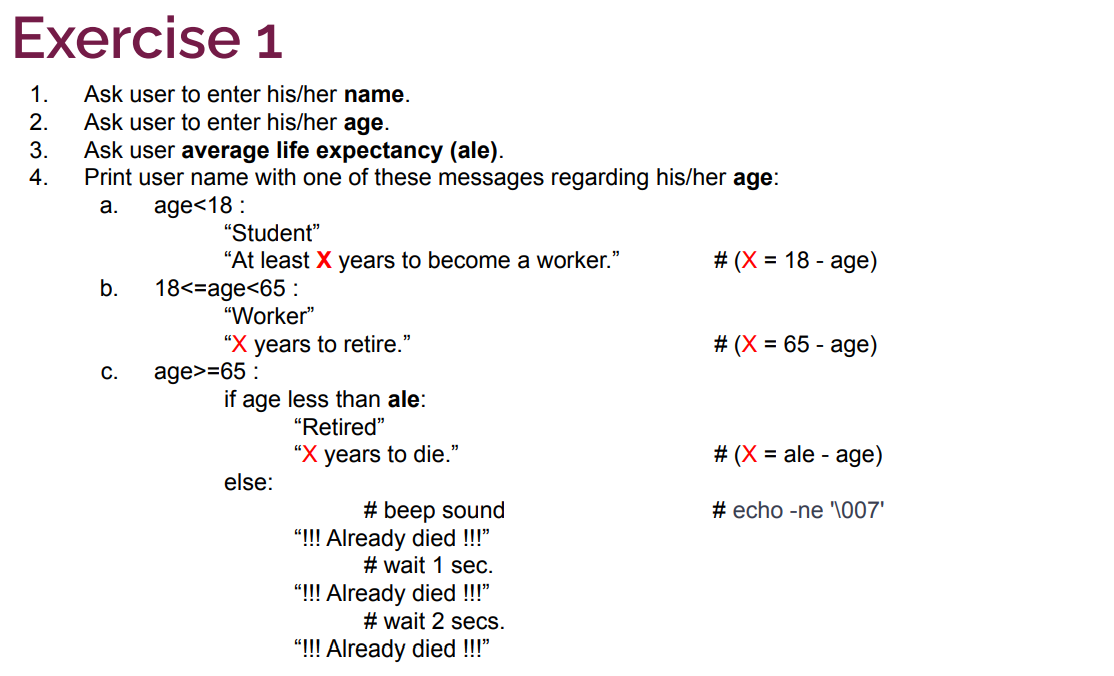 Exercise 1
1. Ask user to enter his/her name.
2. Ask user to enter his/her age.
3. Ask user average life expectancy (ale).
4. Print user name with one of these messages regarding his/her age:
a. age<18 :
“Student”
“At least X years to become a worker.” # (X = 18 - age)
b. 18<=age<65 :
“Worker”
“X years to retire.” # (X = 65 - age)
c. age>=65 :
if age less than ale:
“Retired”
“X years to die.” # (X = ale - age)
else:
# beep sound # echo -ne '\007'
“!!! Already died !!!”
# wait 1 sec.
“!!! Already died !!!”
# wait 2 secs.
“!!! Already died !!!”